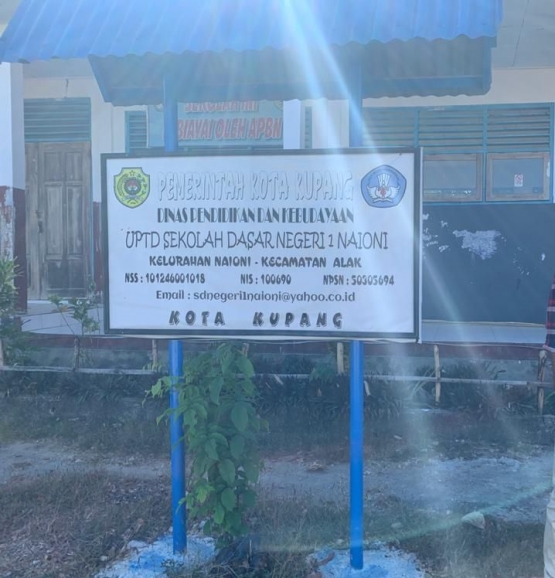 DIBIAYAI OLEH APBN
PEMERINTAH KOTA KUPANG
DINAS PENDIDIKAN DAN KEBUDAYAAN
UPTD SEKOLAH DASAR NEGERI 1 NAIONI
KELURAHAN NAIONI - KECAMATAN ALAK
NSS : 101246001018 NIS : 100690 NPSN : 50305694
Email : sdnegeri1naioni@yahoo.co.id
KOTA KUPANG